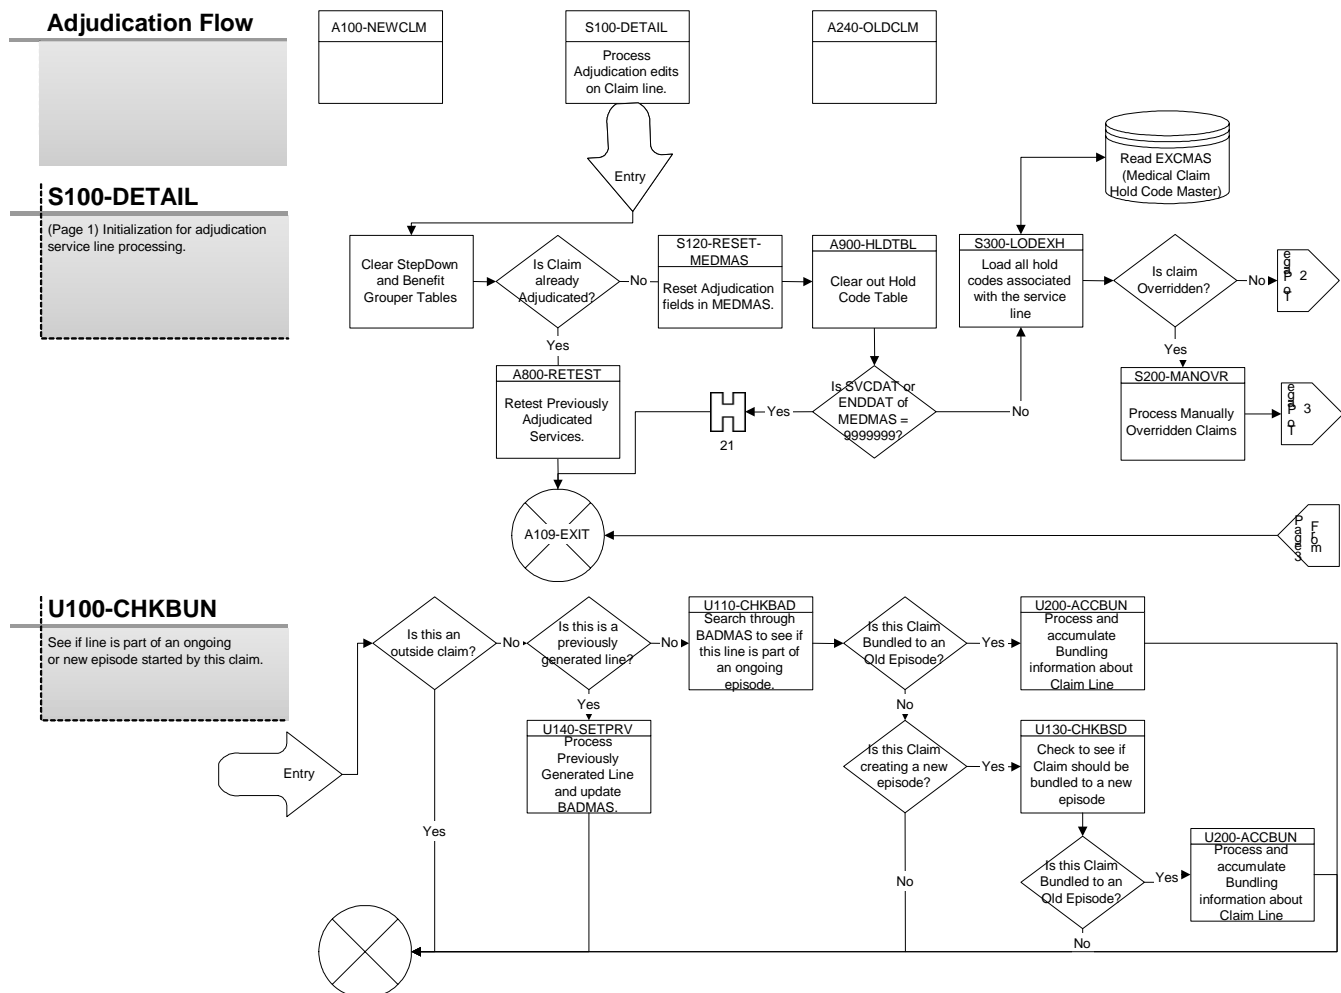 Adjudication Flow
A100-NEWCLM
S100-DETAIL
Process
Adjudication edits
on Claim line.
A240-OLDCLM
Entry
Read EXCMAS
(Medical Claim
Hold Code Master)
S100-DETAIL
(Page 1) Initialization for adjudication
service line processing.
Clear StepDown
and Benefit
Grouper Tables
Is Claim
already
Adjudicated?
No
S120-RESET-
MEDMAS
Reset Adjudication
fields in MEDMAS.
A900-HLDTBL
Clear out Hold
Code Table
S300-LODEXH
Load all hold
codes associated
with the service
line
Is claim
Overridden?
No
To Page 2
Yes
A800-RETEST
Retest Previously
Adjudicated
Services.
Yes
21
Is SVCDAT or
ENDDAT of
MEDMAS =
9999999?
No
Yes
S200-MANOVR
Process Manually
Overridden Claims
To Page 3
A109-EXIT
From
Page3
U100-CHKBUN
See if line is part of an ongoing
or new episode started by this claim.
Entry
Is this an
outside claim?
No
Is this is a
previously
generated line?
No
U110-CHKBAD
Search through
BADMAS to see if
this line is part of
an ongoing
episode.
Is this Claim
Bundled to an
Old Episode?
Yes
U200-ACCBUN
Process and
accumulate
Bundling
information about
Claim Line
Yes
U140-SETPRV
Process
Previously
Generated Line
and update
BADMAS.
No
Is this Claim
creating a new
episode?
Yes
U130-CHKBSD
Check to see if
Claim should be
bundled to a new
episode
Yes
No
Is this Claim
Bundled to an
Old Episode?
Yes
U200-ACCBUN
Process and
accumulate
Bundling
information about
Claim Line
No